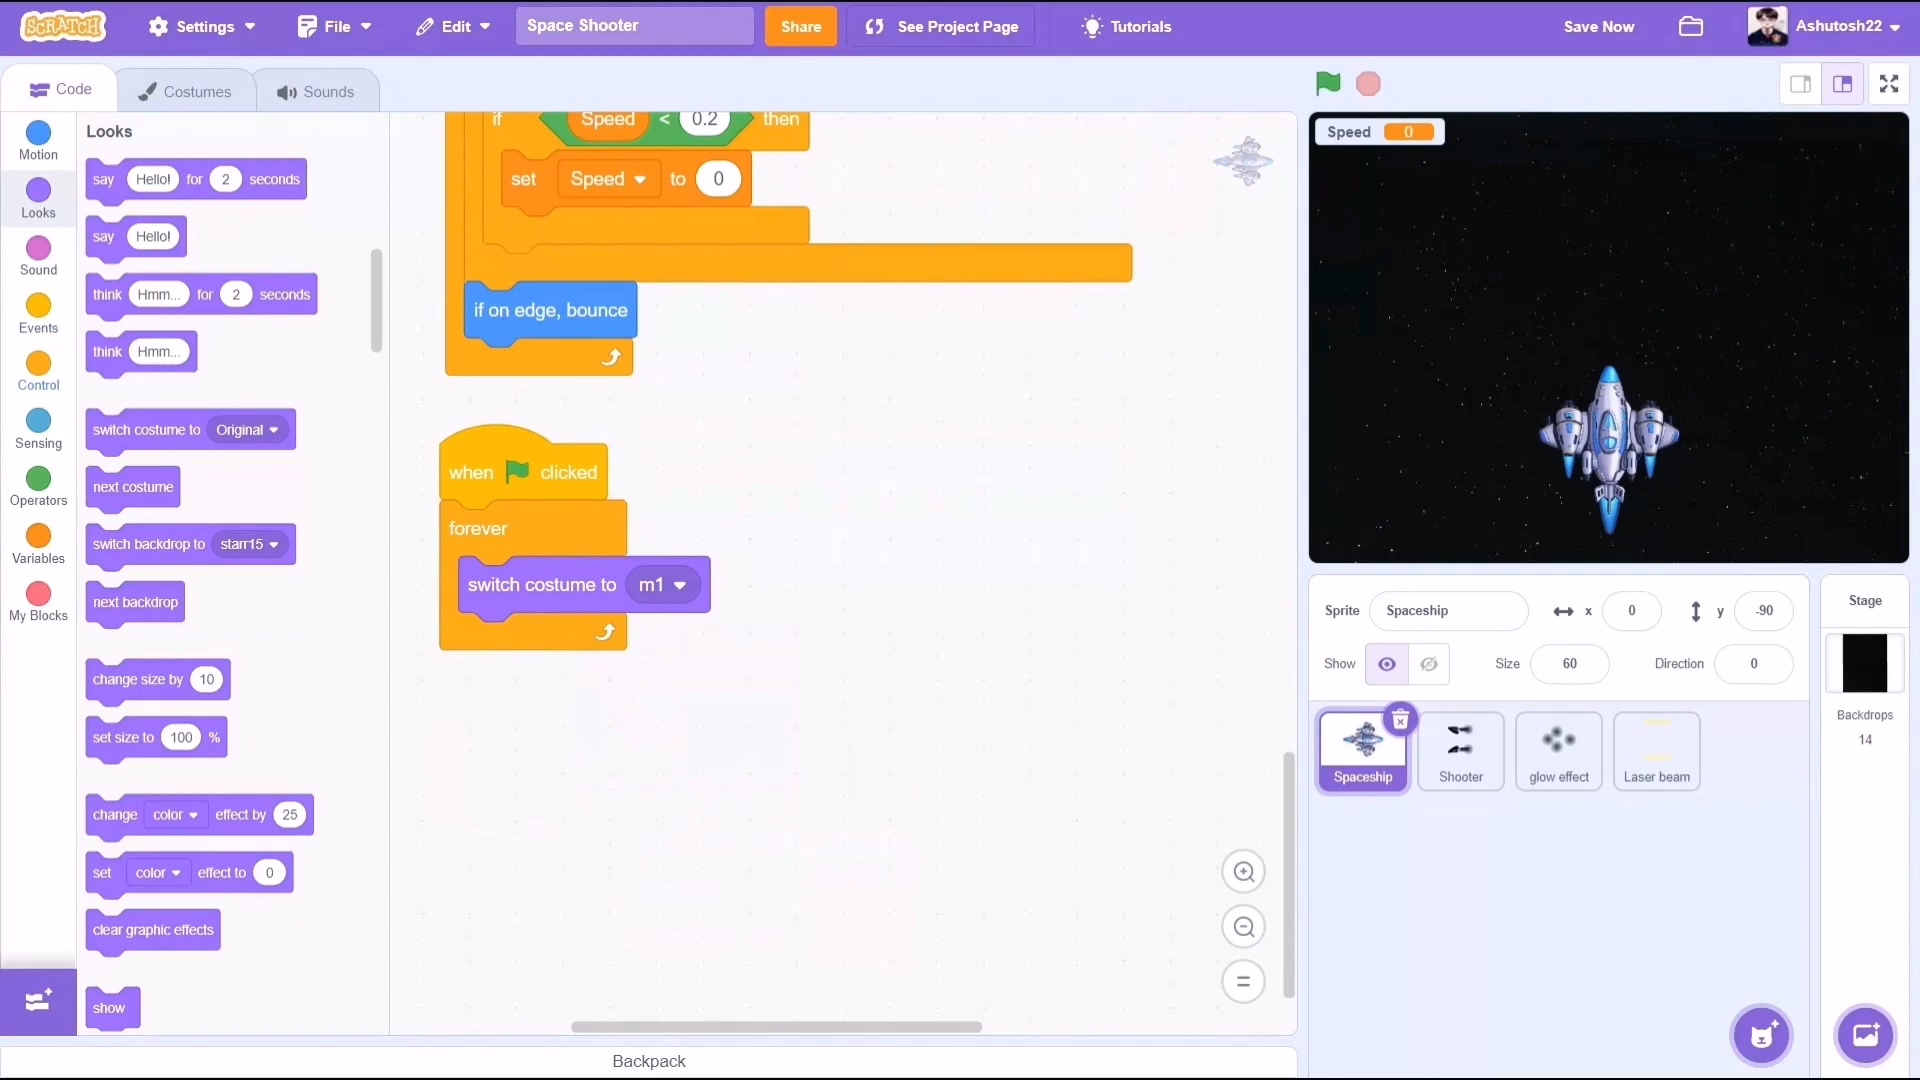 SCRATCH Settings File Edit Space Shooter Share See Project Page Tutorials Save Now Ashutosh22
Code Costumes Sounds
Motion
Looks
Sound
Events
Control
Sensing
Operators
Variables
My Blocks
Looks
say Hello! for 2 seconds
say Hello!
think Hmm... for 2 seconds
think Hmm...
switch costume to Original
next costume
switch backdrop to starr15
next backdrop
change size by 10
set size to 100 %
change color effect by 25
set color effect to 0
clear graphic effects
show
if Speed < 0.2 then
set Speed to 0
if on edge, bounce
when clicked
forever
switch costume to m1
Speed 0
Sprite Spaceship x 0 y -90
Show Size 60 Direction 0
Spaceship Shooter glow effect Laser beam
Stage
Backdrops
14
Backpack